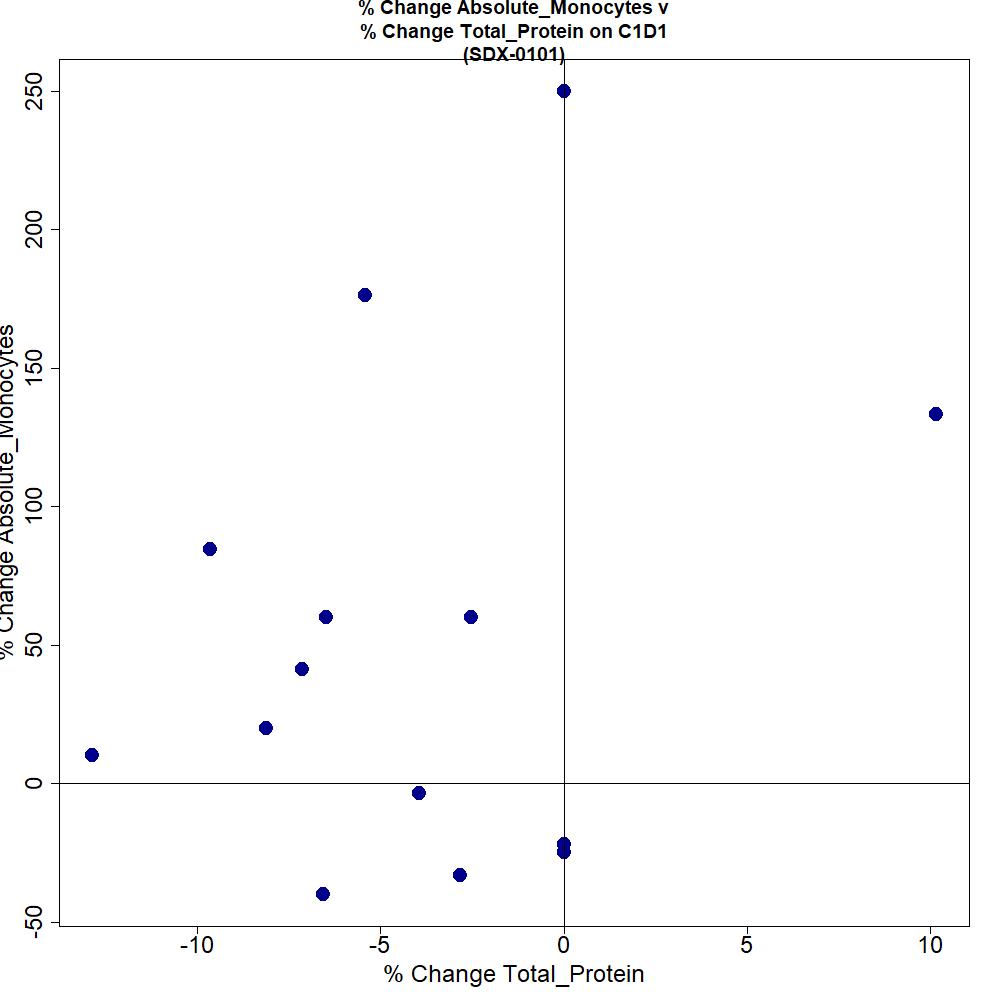 % Change Absolute_Monocytes v
% Change Total_Protein on C1D1
(SDX-0101)
% Change Absolute_Monocytes
250
200
150
100
50
0
-50
-10 -5 0 5 10
% Change Total_Protein